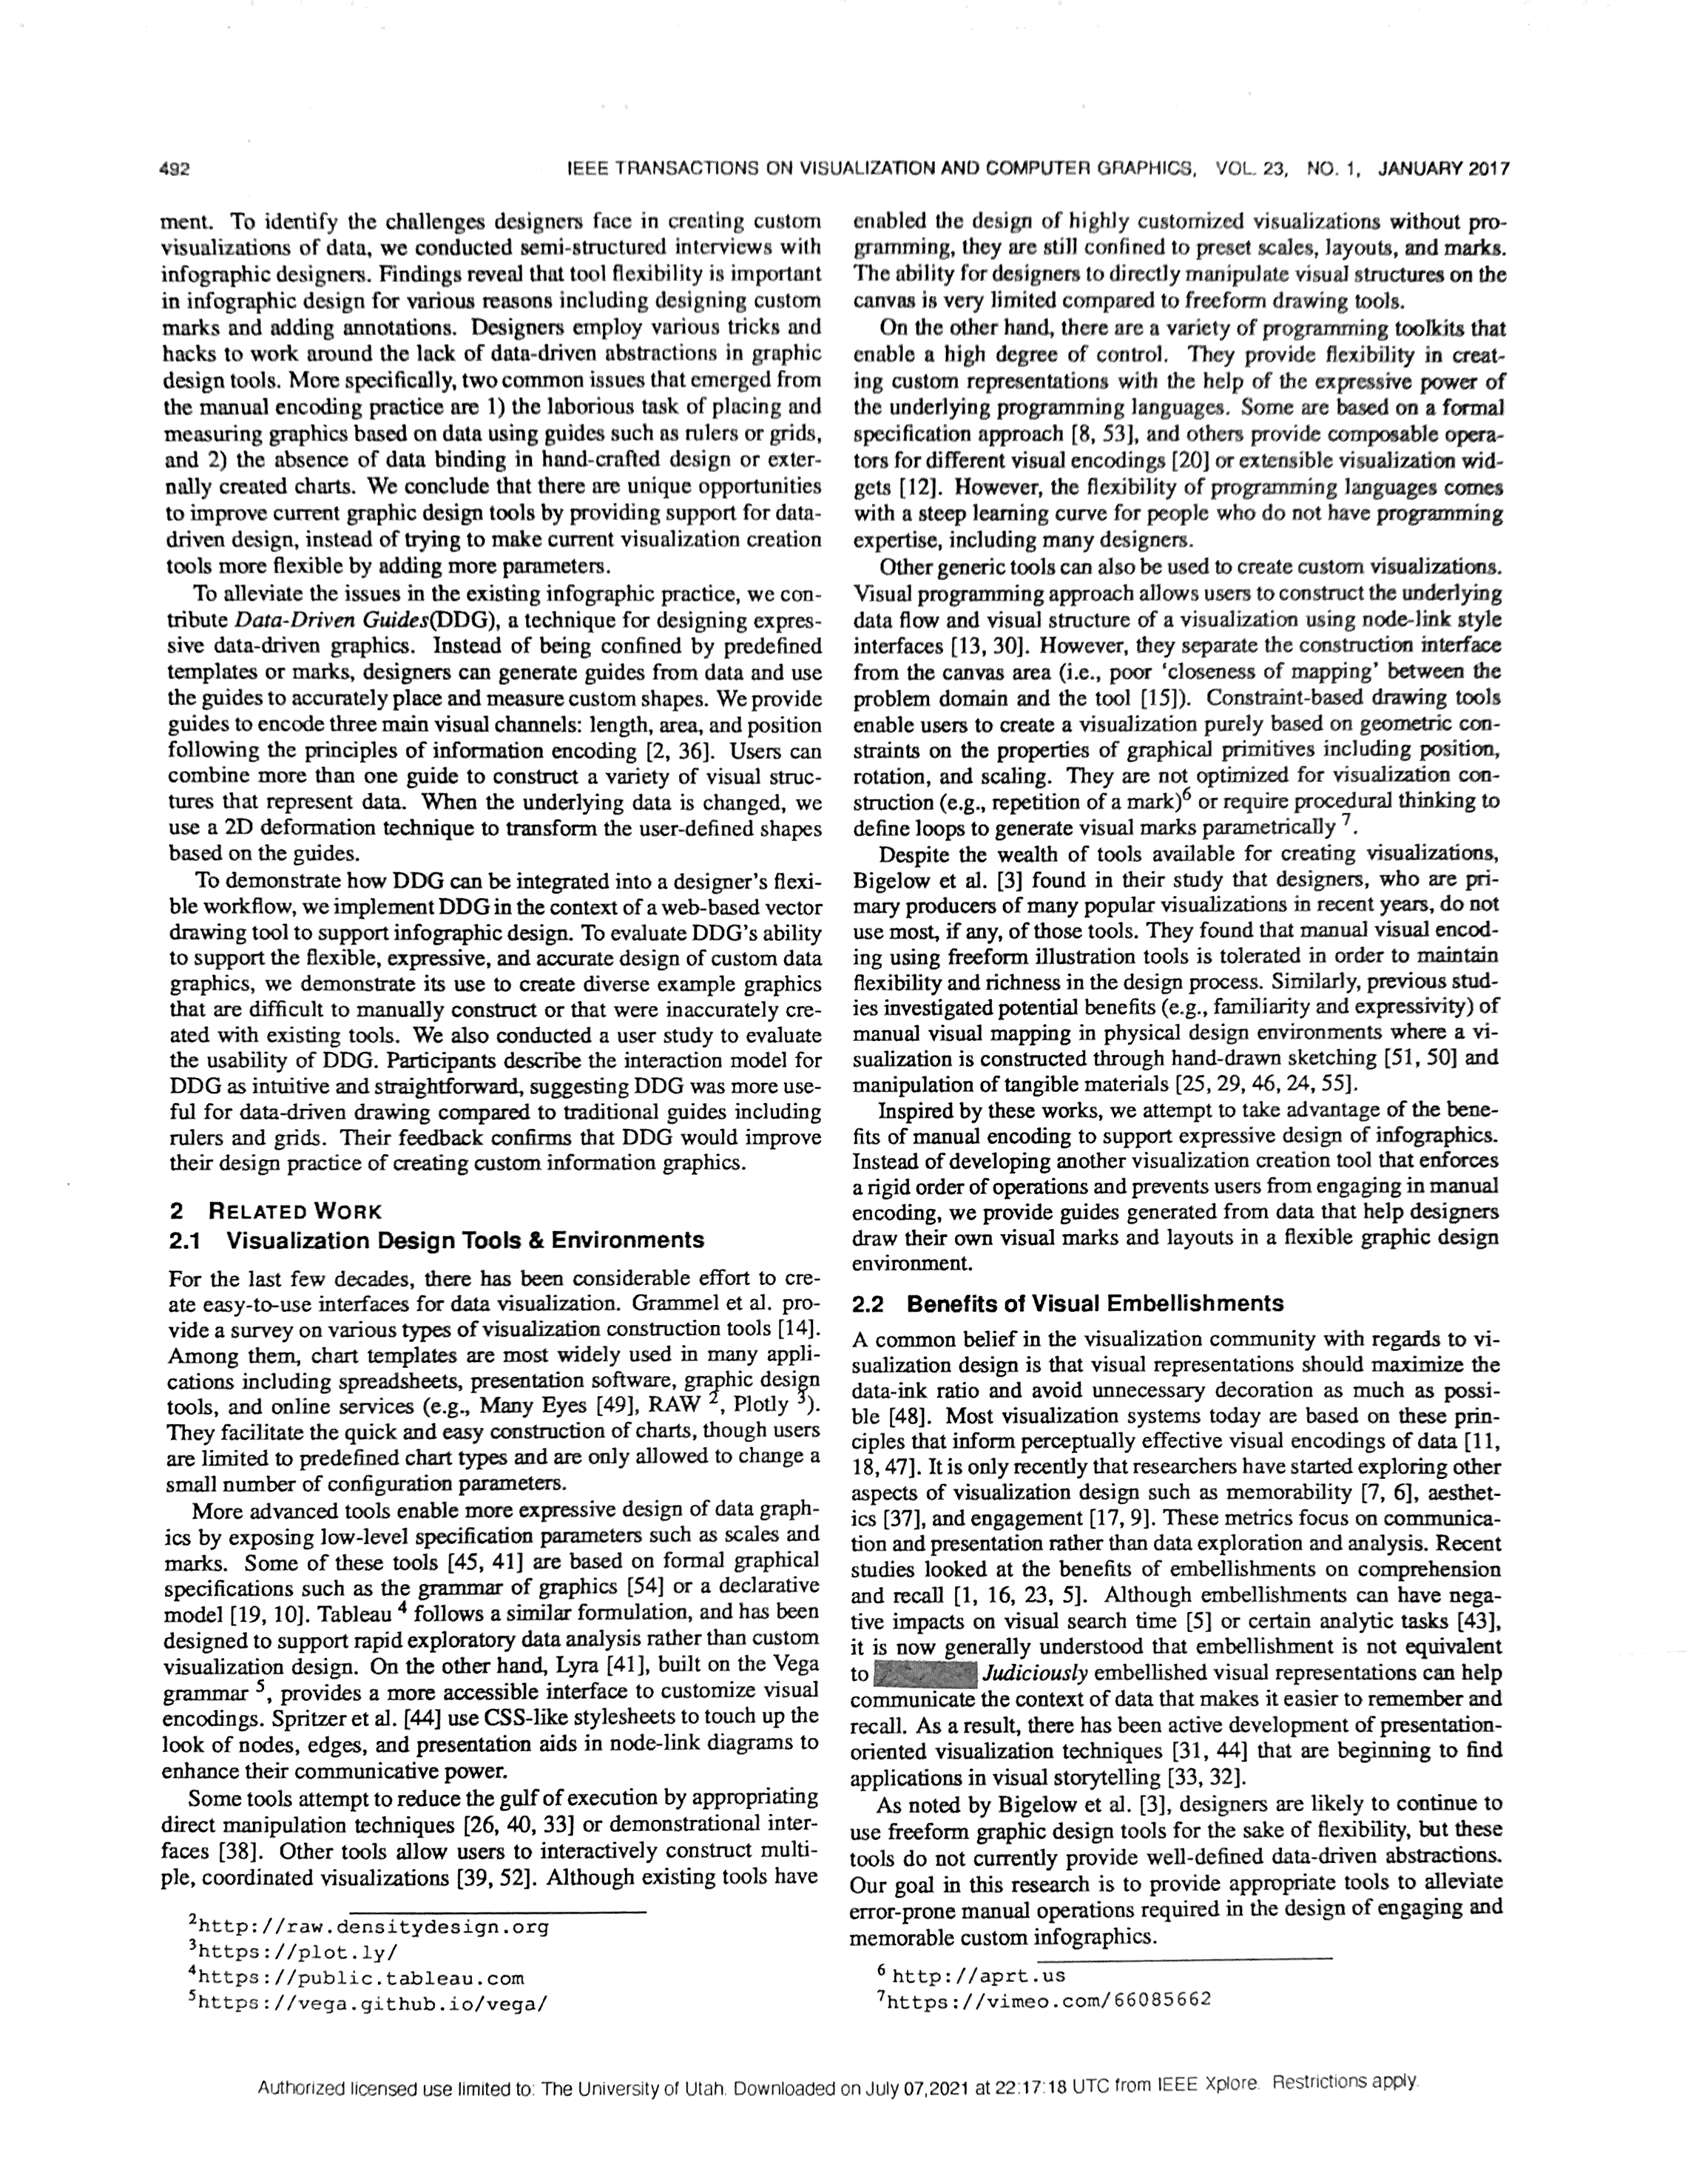 492
IEEE TRANSACTIONS ON VISUALIZATION AND COMPUTER GRAPHICS, VOL. 23, NO. 1, JANUARY 2017
ment. To identify the challenges designers face in creating custom
visualizations of data, we conducted semi-structured interviews with
infographic designers. Findings reveal that tool flexibility is important
in infographic design for various reasons including designing custom
marks and adding annotations. Designers employ various tricks and
hacks to work around the lack of data-driven abstractions in graphic
design tools. More specifically, two common issues that emerged from
the manual encoding practice are 1) the laborious task of placing and
measuring graphics based on data using guides such as rulers or grids,
and 2) the absence of data binding in hand-crafted design or exter-
nally created charts. We conclude that there are unique opportunities
to improve current graphic design tools by providing support for data-
driven design, instead of trying to make current visualization creation
tools more flexible by adding more parameters.
To alleviate the issues in the existing infographic practice, we con-
tribute Data-Driven Guides(DDG), a technique for designing expres-
sive data-driven graphics. Instead of being confined by predefined
templates or marks, designers can generate guides from data and use
the guides to accurately place and measure custom shapes. We provide
guides to encode three main visual channels: length, area, and position
following the principles of information encoding [2, 36]. Users can
combine more than one guide to construct a variety of visual struc-
tures that represent data. When the underlying data is changed, we
use a 2D deformation technique to transform the user-defined shapes
based on the guides.
To demonstrate how DDG can be integrated into a designer's flexi-
ble workflow, we implement DDG in the context of a web-based vector
drawing tool to support infographic design. To evaluate DDG's ability
to support the flexible, expressive, and accurate design of custom data
graphics, we demonstrate its use to create diverse example graphics
that are difficult to manually construct or that were inaccurately cre-
ated with existing tools. We also conducted a user study to evaluate
the usability of DDG. Participants describe the interaction model for
DDG as intuitive and straightforward, suggesting DDG was more use-
ful for data-driven drawing compared to traditional guides including
rulers and grids. Their feedback confirms that DDG would improve
their design practice of creating custom information graphics.
2 RELATED WORK
2.1 Visualization Design Tools & Environments
For the last few decades, there has been considerable effort to cre-
ate easy-to-use interfaces for data visualization. Grammel et al. pro-
vide a survey on various types of visualization construction tools [14].
Among them, chart templates are most widely used in many appli-
cations including spreadsheets, presentation software, graphic design
tools, and online services (e.g., Many Eyes [49], RAW 2, Plotly 3).
They facilitate the quick and easy construction of charts, though users
are limited to predefined chart types and are only allowed to change a
small number of configuration parameters.
More advanced tools enable more expressive design of data graph-
ics by exposing low-level specification parameters such as scales and
marks. Some of these tools [45, 41] are based on formal graphical
specifications such as the grammar of graphics [54] or a declarative
model [19, 10]. Tableau 4 follows a similar formulation, and has been
designed to support rapid exploratory data analysis rather than custom
visualization design. On the other hand, Lyra [41], built on the Vega
grammar 5, provides a more accessible interface to customize visual
encodings. Spritzer et al. [44] use CSS-like stylesheets to touch up the
look of nodes, edges, and presentation aids in node-link diagrams to
enhance their communicative power.
Some tools attempt to reduce the gulf of execution by appropriating
direct manipulation techniques [26, 40, 33] or demonstrational inter-
faces [38]. Other tools allow users to interactively construct multi-
ple, coordinated visualizations [39, 52]. Although existing tools have
2http://raw.densitydesign.org
3https://plot.ly/
4https://public.tableau.com
5https://vega.github.io/vega/
enabled the design of highly customized visualizations without pro-
gramming, they are still confined to preset scales, layouts, and marks.
The ability for designers to directly manipulate visual structures on the
canvas is very limited compared to freeform drawing tools.
On the other hand, there are a variety of programming toolkits that
enable a high degree of control. They provide flexibility in creat-
ing custom representations with the help of the expressive power of
the underlying programming languages. Some are based on a formal
specification approach [8, 53], and others provide composable opera-
tors for different visual encodings [20] or extensible visualization wid-
gets [12]. However, the flexibility of programming languages comes
with a steep learning curve for people who do not have programming
expertise, including many designers.
Other generic tools can also be used to create custom visualizations.
Visual programming approach allows users to construct the underlying
data flow and visual structure of a visualization using node-link style
interfaces [13, 30]. However, they separate the construction interface
from the canvas area (i.e., poor 'closeness of mapping' between the
problem domain and the tool [15]). Constraint-based drawing tools
enable users to create a visualization purely based on geometric con-
straints on the properties of graphical primitives including position,
rotation, and scaling. They are not optimized for visualization con-
struction (e.g., repetition of a mark)6 or require procedural thinking to
define loops to generate visual marks parametrically 7.
Despite the wealth of tools available for creating visualizations,
Bigelow et al. [3] found in their study that designers, who are pri-
mary producers of many popular visualizations in recent years, do not
use most, if any, of those tools. They found that manual visual encod-
ing using freeform illustration tools is tolerated in order to maintain
flexibility and richness in the design process. Similarly, previous stud-
ies investigated potential benefits (e.g., familiarity and expressivity) of
manual visual mapping in physical design environments where a vi-
sualization is constructed through hand-drawn sketching [51, 50] and
manipulation of tangible materials [25, 29, 46, 24, 55].
Inspired by these works, we attempt to take advantage of the bene-
fits of manual encoding to support expressive design of infographics.
Instead of developing another visualization creation tool that enforces
a rigid order of operations and prevents users from engaging in manual
encoding, we provide guides generated from data that help designers
draw their own visual marks and layouts in a flexible graphic design
environment.
2.2 Benefits of Visual Embellishments
A common belief in the visualization community with regards to vi-
sualization design is that visual representations should maximize the
data-ink ratio and avoid unnecessary decoration as much as possi-
ble [48]. Most visualization systems today are based on these prin-
ciples that inform perceptually effective visual encodings of data [11,
18, 47]. It is only recently that researchers have started exploring other
aspects of visualization design such as memorability [7, 6], aesthet-
ics [37], and engagement [17, 9]. These metrics focus on communica-
tion and presentation rather than data exploration and analysis. Recent
studies looked at the benefits of embellishments on comprehension
and recall [1, 16, 23, 5]. Although embellishments can have nega-
tive impacts on visual search time [5] or certain analytic tasks [43],
it is now generally understood that embellishment is not equivalent
to Judiciously embellished visual representations can help
communicate the context of data that makes it easier to remember and
recall. As a result, there has been active development of presentation-
oriented visualization techniques [31, 44] that are beginning to find
applications in visual storytelling [33, 32].
As noted by Bigelow et al. [3], designers are likely to continue to
use freeform graphic design tools for the sake of flexibility, but these
tools do not currently provide well-defined data-driven abstractions.
Our goal in this research is to provide appropriate tools to alleviate
error-prone manual operations required in the design of engaging and
memorable custom infographics.
6 http://aprt.us
7https://vimeo.com/66085662
Authorized licensed use limited to: The University of Utah. Downloaded on July 07,2021 at 22:17:18 UTC from IEEE Xplore. Restrictions apply.